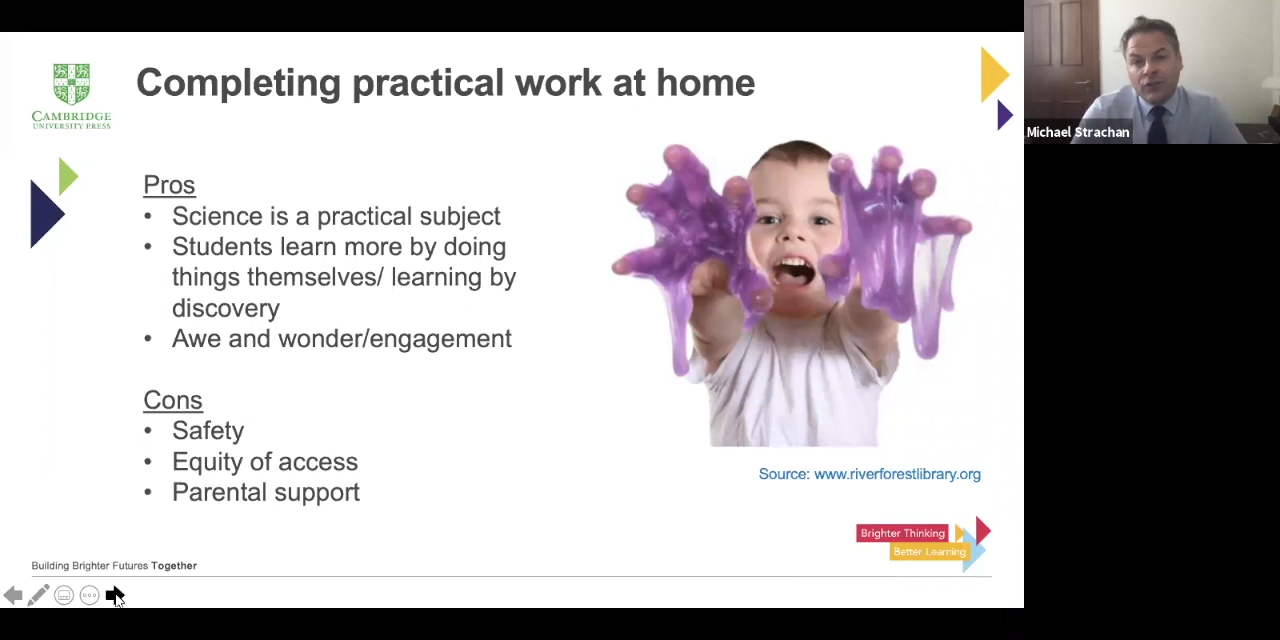 Completing practical work at home
CAMBRIDGE
UNIVERSITY PRESS
Michael Strachan
Pros
• Science is a practical subject
• Students learn more by doing
things themselves/ learning by
discovery
• Awe and wonder/engagement
Cons
• Safety
• Equity of access
• Parental support
Source: www.riverforestlibrary.org
Brighter Thinking
Better Learning
Building Brighter Futures Together